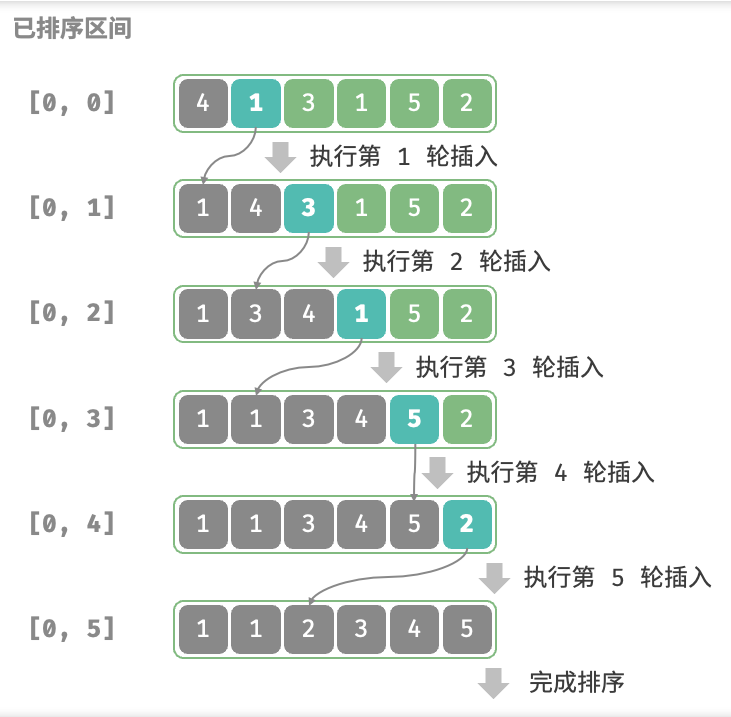 已排序区间
[0, 0] 4 1 3 1 5 2
执行第 1 轮插入
[0, 1] 1 4 3 1 5 2
执行第 2 轮插入
[0, 2] 1 3 4 1 5 2
执行第 3 轮插入
[0, 3] 1 1 3 4 5 2
执行第 4 轮插入
[0, 4] 1 1 3 4 5 2
执行第 5 轮插入
[0, 5] 1 1 2 3 4 5
完成排序